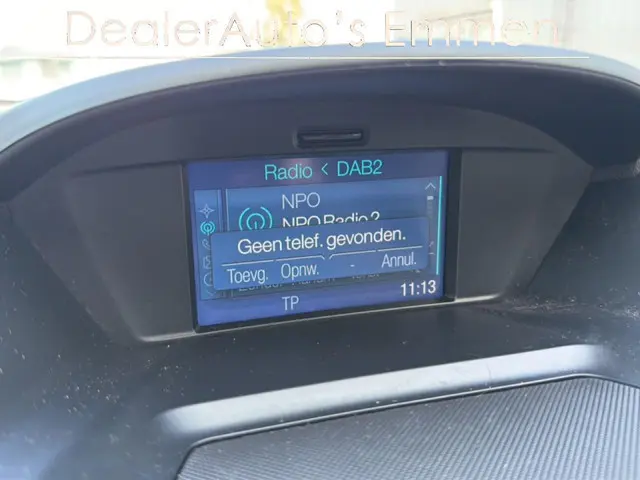 DealerAuto's Emmen
Radio < DAB2
NPO
NPO Radio 2
Geen telef. gevonden.
Toevg. Opnw. - Annul.
TP
11:13